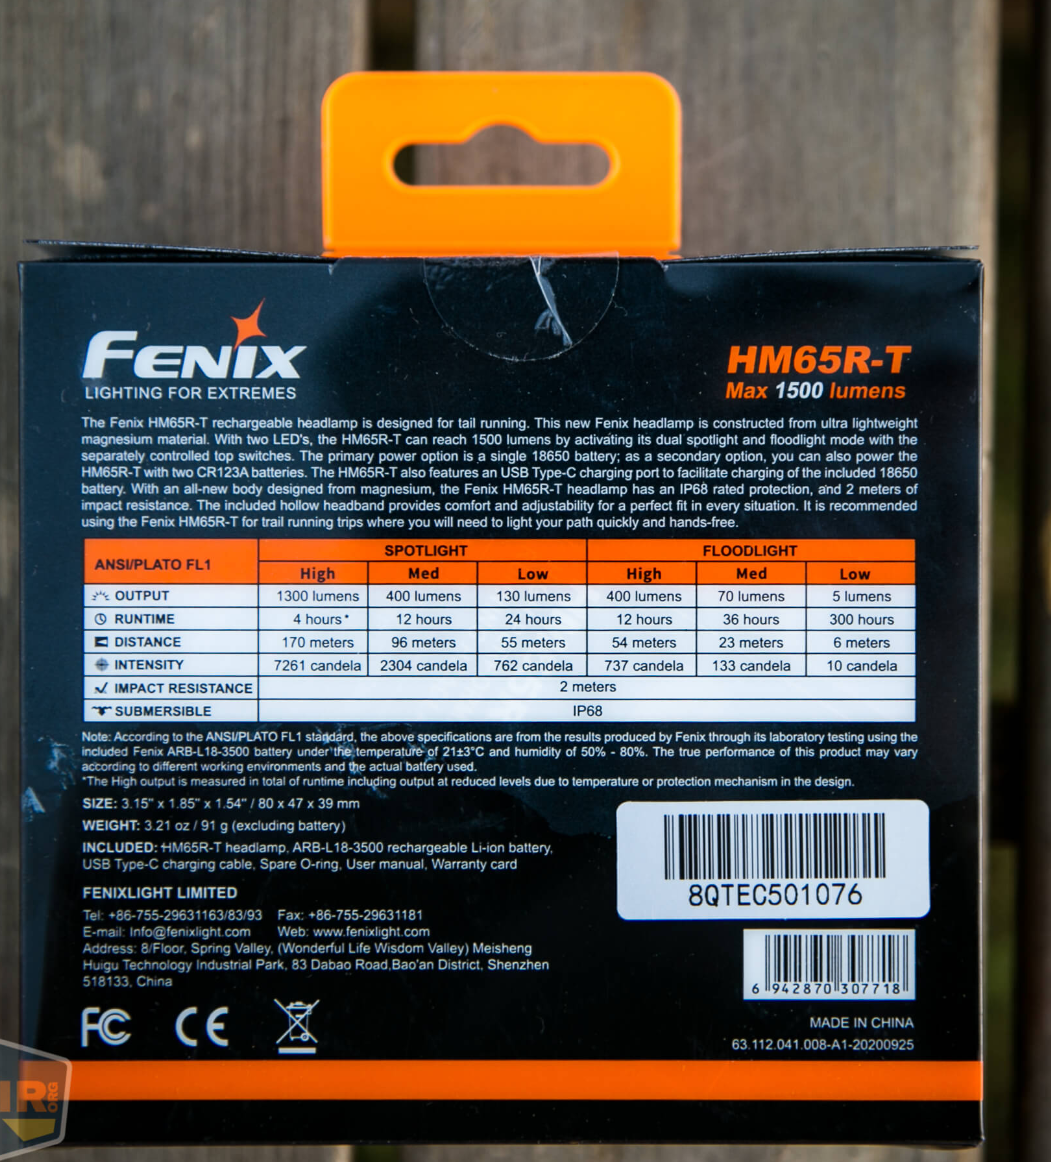 FENIX
LIGHTING FOR EXTREMES
HM65R-T
Max 1500 lumens
The Fenix HM65R-T rechargeable headlamp is designed for tail running. This new Fenix headlamp is constructed from ultra lightweight
magnesium material. With two LED's, the HM65R-T can reach 1500 lumens by activating its dual spotlight and floodlight mode with the
separately controlled top switches. The primary power option is a single 18650 battery; as a secondary option, you can also power the
HM65R-T with two CR123A batteries. The HM65R-T also features an USB Type-C charging port to facilitate charging of the included 18650
battery. With an all-new body designed from magnesium, the Fenix HM65R-T headlamp has an IP68 rated protection, and 2 meters of
impact resistance. The included hollow headband provides comfort and adjustability for a perfect fit in every situation. It is recommended
using the Fenix HM65R-T for trail running trips where you will need to light your path quickly and hands-free.
ANSI/PLATO FL1 SPOTLIGHT FLOODLIGHT
High Med Low High Med Low
OUTPUT 1300 lumens 400 lumens 130 lumens 400 lumens 70 lumens 5 lumens
RUNTIME 4 hours* 12 hours 24 hours 12 hours 36 hours 300 hours
DISTANCE 170 meters 96 meters 55 meters 54 meters 23 meters 6 meters
INTENSITY 7261 candela 2304 candela 762 candela 737 candela 133 candela 10 candela
IMPACT RESISTANCE 2 meters
SUBMERSIBLE IP68
Note: According to the ANSI/PLATO FL1 standard, the above specifications are from the results produced by Fenix through its laboratory testing using the
included Fenix ARB-L18-3500 battery under the temperature of 21±3°C and humidity of 50% - 80%. The true performance of this product may vary
according to different working environments and the actual battery used.
*The High output is measured in total of runtime including output at reduced levels due to temperature or protection mechanism in the design.
SIZE: 3.15" x 1.85" x 1.54" / 80 x 47 x 39 mm
WEIGHT: 3.21 oz / 91 g (excluding battery)
INCLUDED: HM65R-T headlamp, ARB-L18-3500 rechargeable Li-ion battery,
USB Type-C charging cable, Spare O-ring, User manual, Warranty card
FENIXLIGHT LIMITED
Tel: +86-755-29631163/83/93 Fax: +86-755-29631181
E-mail: Info@fenixlight.com Web: www.fenixlight.com
Address: 8/Floor, Spring Valley, (Wonderful Life Wisdom Valley) Meisheng
Huigu Technology Industrial Park, 83 Dabao Road,Bao'an District, Shenzhen
518133, China
FC CE
8QTEC501076
6 942870 307718
MADE IN CHINA
63.112.041.008-A1-20200925
IR.ORG